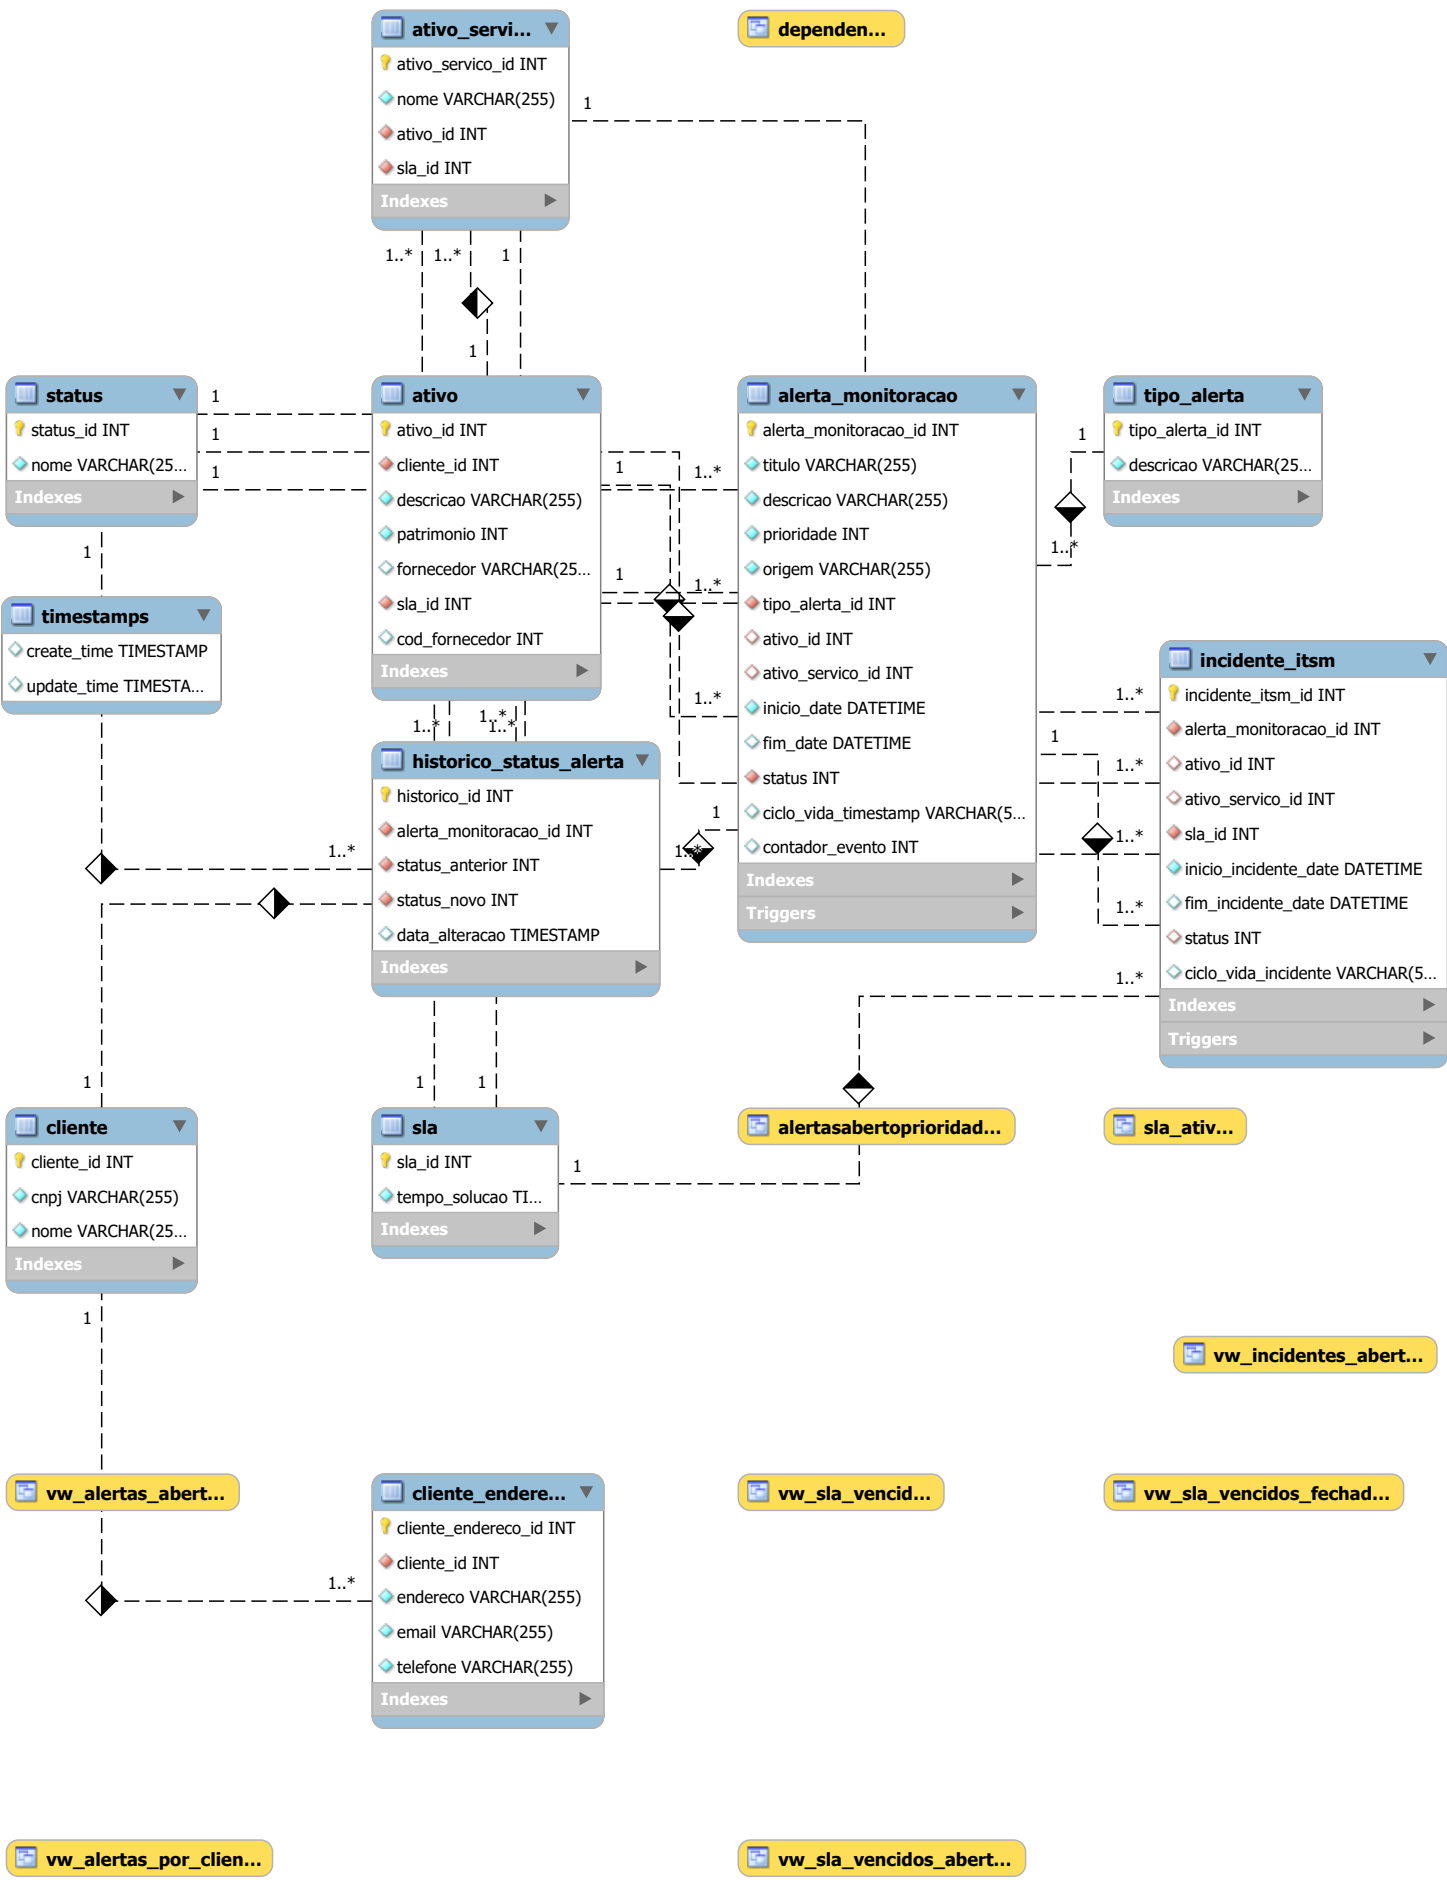 ativo_servi...
ativo_servico_id INT
nome VARCHAR(255)
ativo_id INT
sla_id INT
Indexes
dependen...
1
1..*
1..*
1
1
status
status_id INT
nome VARCHAR(25...
Indexes
1
1
1
1
ativo
ativo_id INT
cliente_id INT
descricao VARCHAR(255)
patrimonio INT
fornecedor VARCHAR(25...
sla_id INT
cod_fornecedor INT
Indexes
1
1
1..*
1..*
1..*
alerta_monitoracao
alerta_monitoracao_id INT
titulo VARCHAR(255)
descricao VARCHAR(255)
prioridade INT
origem VARCHAR(255)
tipo_alerta_id INT
ativo_id INT
ativo_servico_id INT
inicio_date DATETIME
fim_date DATETIME
status INT
ciclo_vida_timestamp VARCHAR(5...
contador_evento INT
Indexes
Triggers
1
1..*
tipo_alerta
tipo_alerta_id INT
descricao VARCHAR(25...
Indexes
timestamps
create_time TIMESTAMP
update_time TIMESTA...
1..*
1..*
1..*
historico_status_alerta
historico_id INT
alerta_monitoracao_id INT
status_anterior INT
status_novo INT
data_alteracao TIMESTAMP
Indexes
1..*
1
1..*
1
1..*
1..*
1..*
1..*
1..*
incidente_itsm
incidente_itsm_id INT
alerta_monitoracao_id INT
ativo_id INT
ativo_servico_id INT
sla_id INT
inicio_incidente_date DATETIME
fim_incidente_date DATETIME
status INT
ciclo_vida_incidente VARCHAR(5...
Indexes
Triggers
1
1
1
cliente
cliente_id INT
cnpj VARCHAR(255)
nome VARCHAR(25...
Indexes
sla
sla_id INT
tempo_solucao TI...
Indexes
1
alertasabertoprioridad...
sla_ativ...
1
vw_incidentes_abert...
vw_alertas_abert...
1..*
cliente_endere...
cliente_endereco_id INT
cliente_id INT
endereco VARCHAR(255)
email VARCHAR(255)
telefone VARCHAR(255)
Indexes
vw_sla_vencid...
vw_sla_vencidos_fechad...
vw_alertas_por_clien...
vw_sla_vencidos_abert...